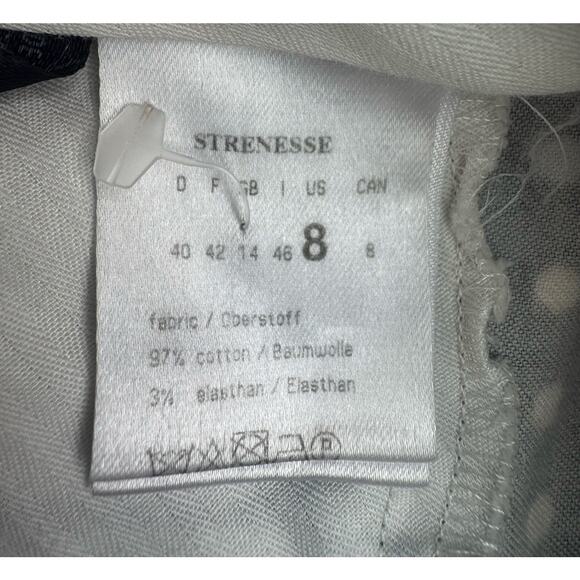 STRENESSE
D F GB I US CAN
40 42 14 46 8 8
fabric / Oberstoff
97% cotton / Baumwolle
3% elasthan / Elasthan